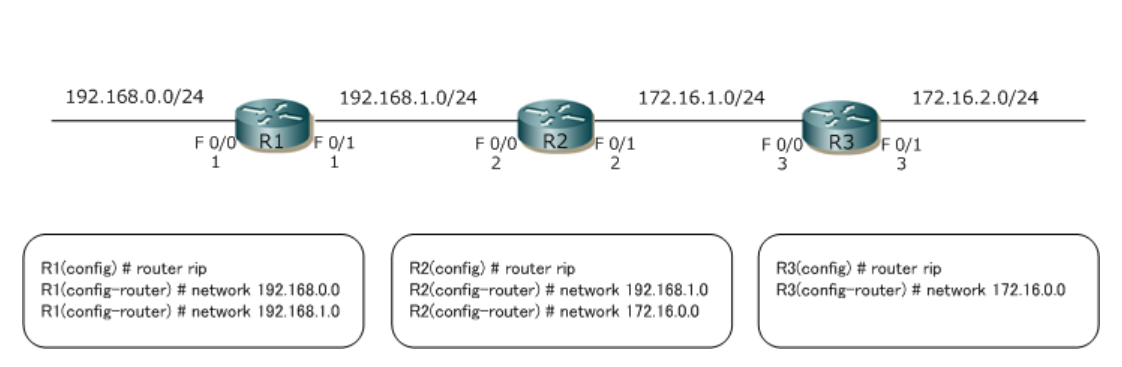 192.168.0.0/24
192.168.1.0/24
172.16.1.0/24
172.16.2.0/24
F 0/0
R1
F 0/1
F 0/0
R2
F 0/1
F 0/0
R3
F 0/1
1
1
2
2
3
3
R1(config) # router rip
R1(config-router) # network 192.168.0.0
R1(config-router) # network 192.168.1.0
R2(config) # router rip
R2(config-router) # network 192.168.1.0
R2(config-router) # network 172.16.0.0
R3(config) # router rip
R3(config-router) # network 172.16.0.0